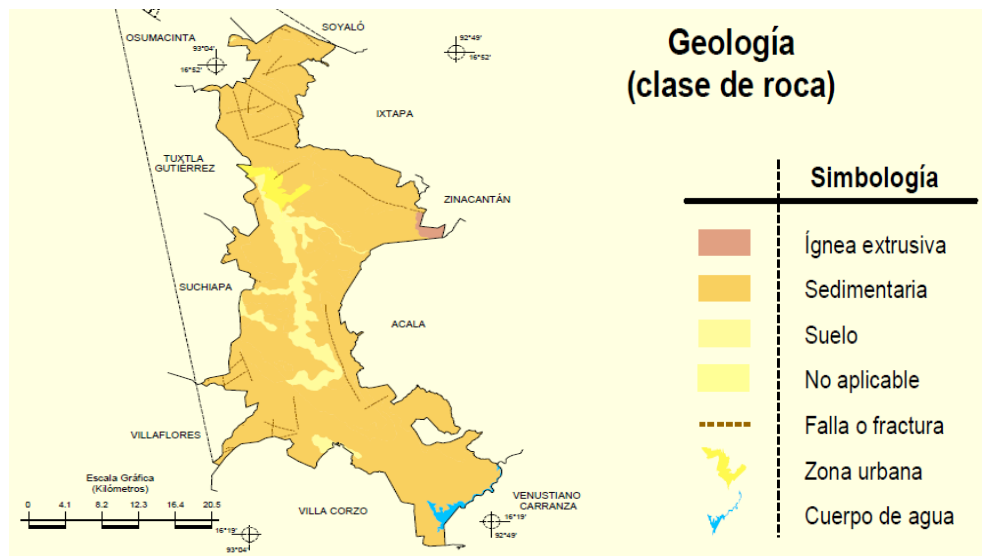 Geología
(clase de roca)
SOYALÓ
OSUMACINTA
93°04'
16°52'
92°49'
16°52'
IXTAPA
TUXTLA
GUTIÉRREZ
ZINACANTÁN
SUCHIAPA
ACALA
VILLAFLORES
VILLA CORZO
VENUSTIANO
CARRANZA
16°19'
92°49'
16°19'
93°04'
Escala Gráfica
(Kilómetros)
0 4.1 8.2 12.3 16.4 20.5
Simbología
Ígnea extrusiva
Sedimentaria
Suelo
No aplicable
Falla o fractura
Zona urbana
Cuerpo de agua